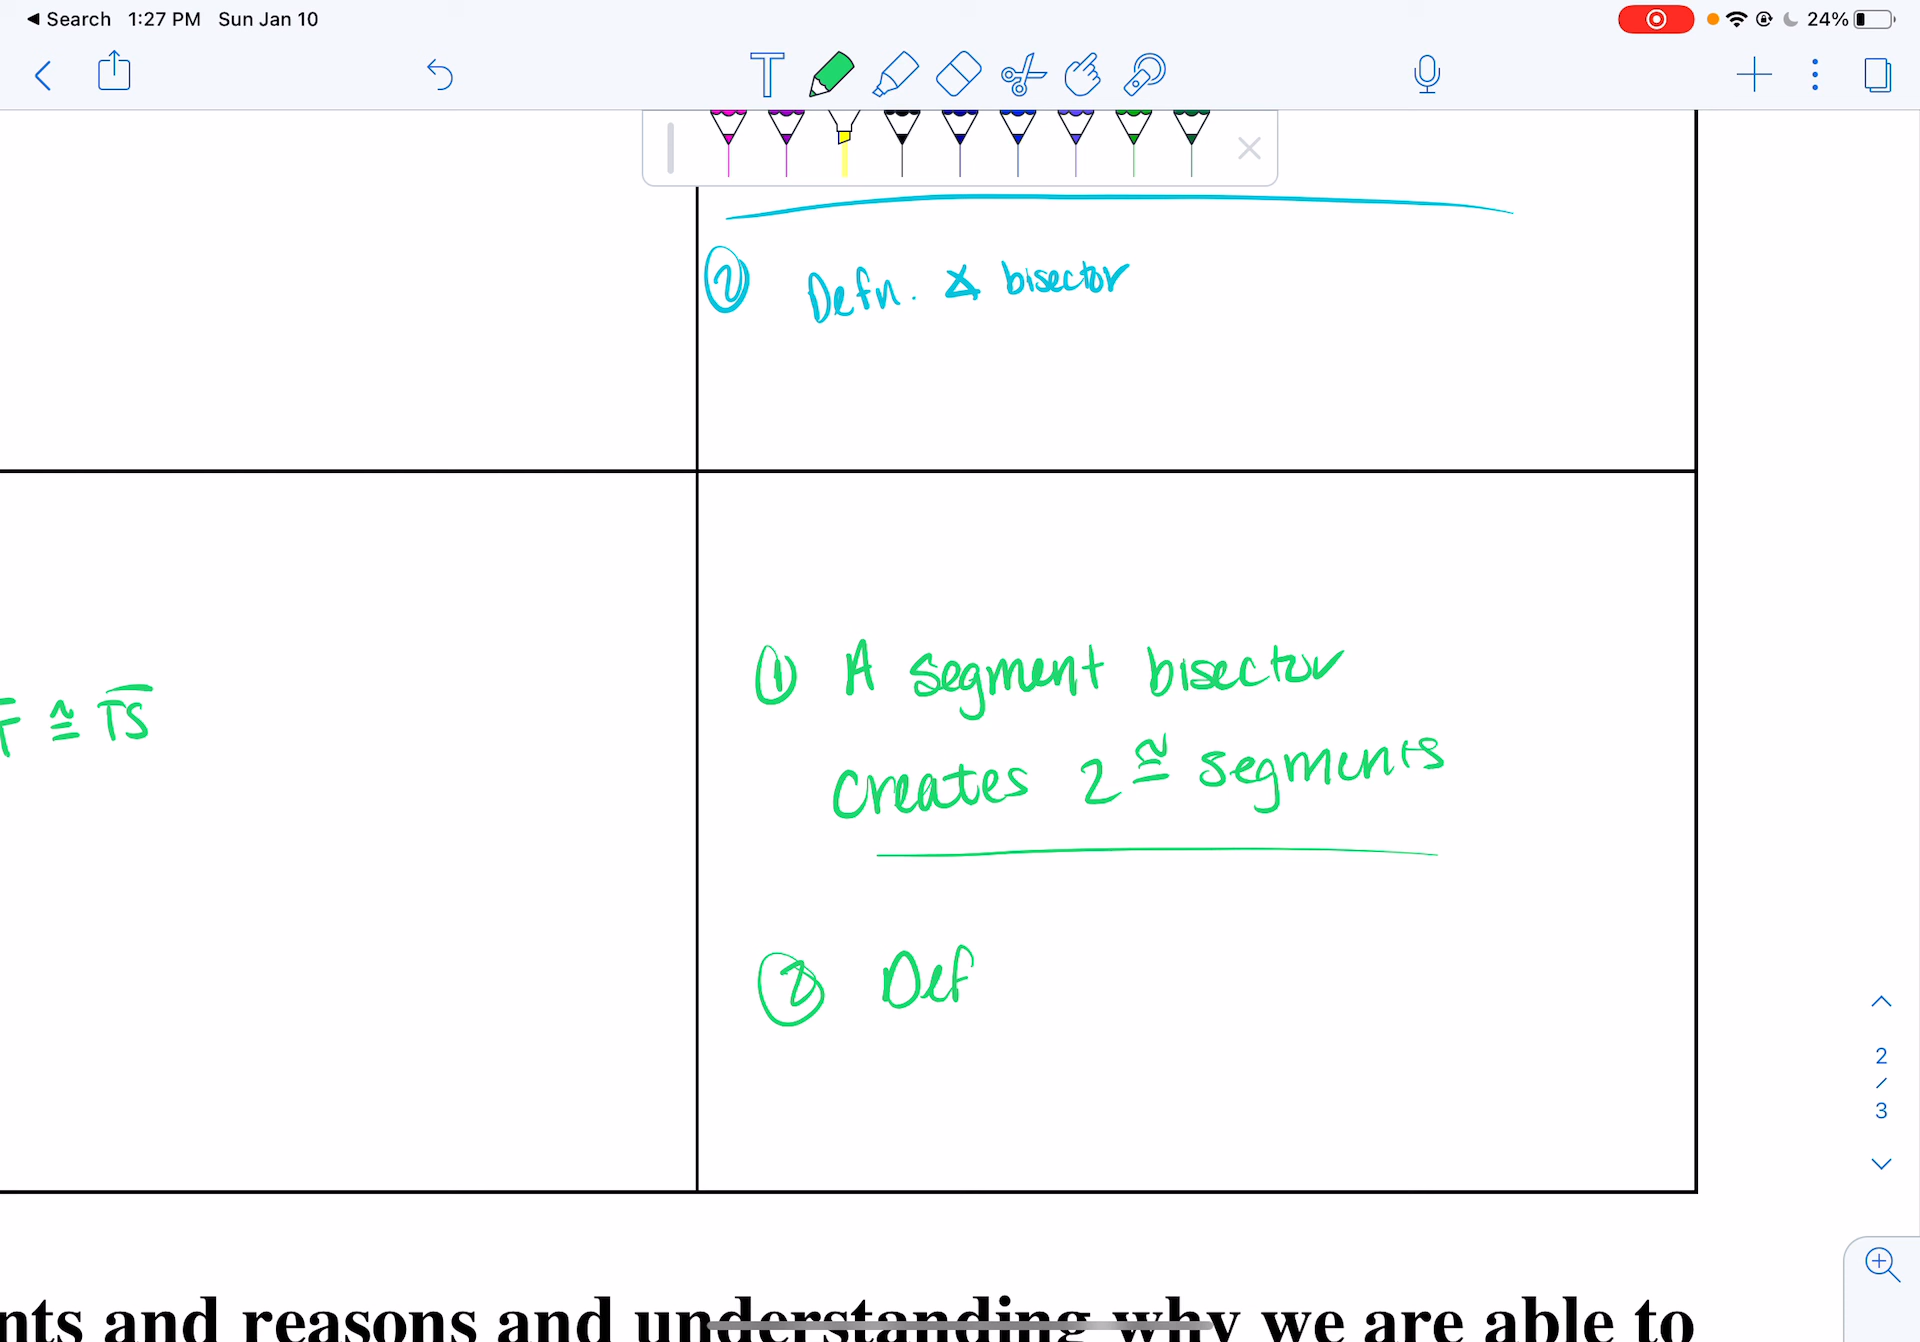 ◀ Search 1:27 PM Sun Jan 10 24%
T
② Defn. ∡ bisector
① A segment bisector
≅ TS
creates 2 ≅ segments
② Def
2
/
3
nts and reasons and understanding why we are able to